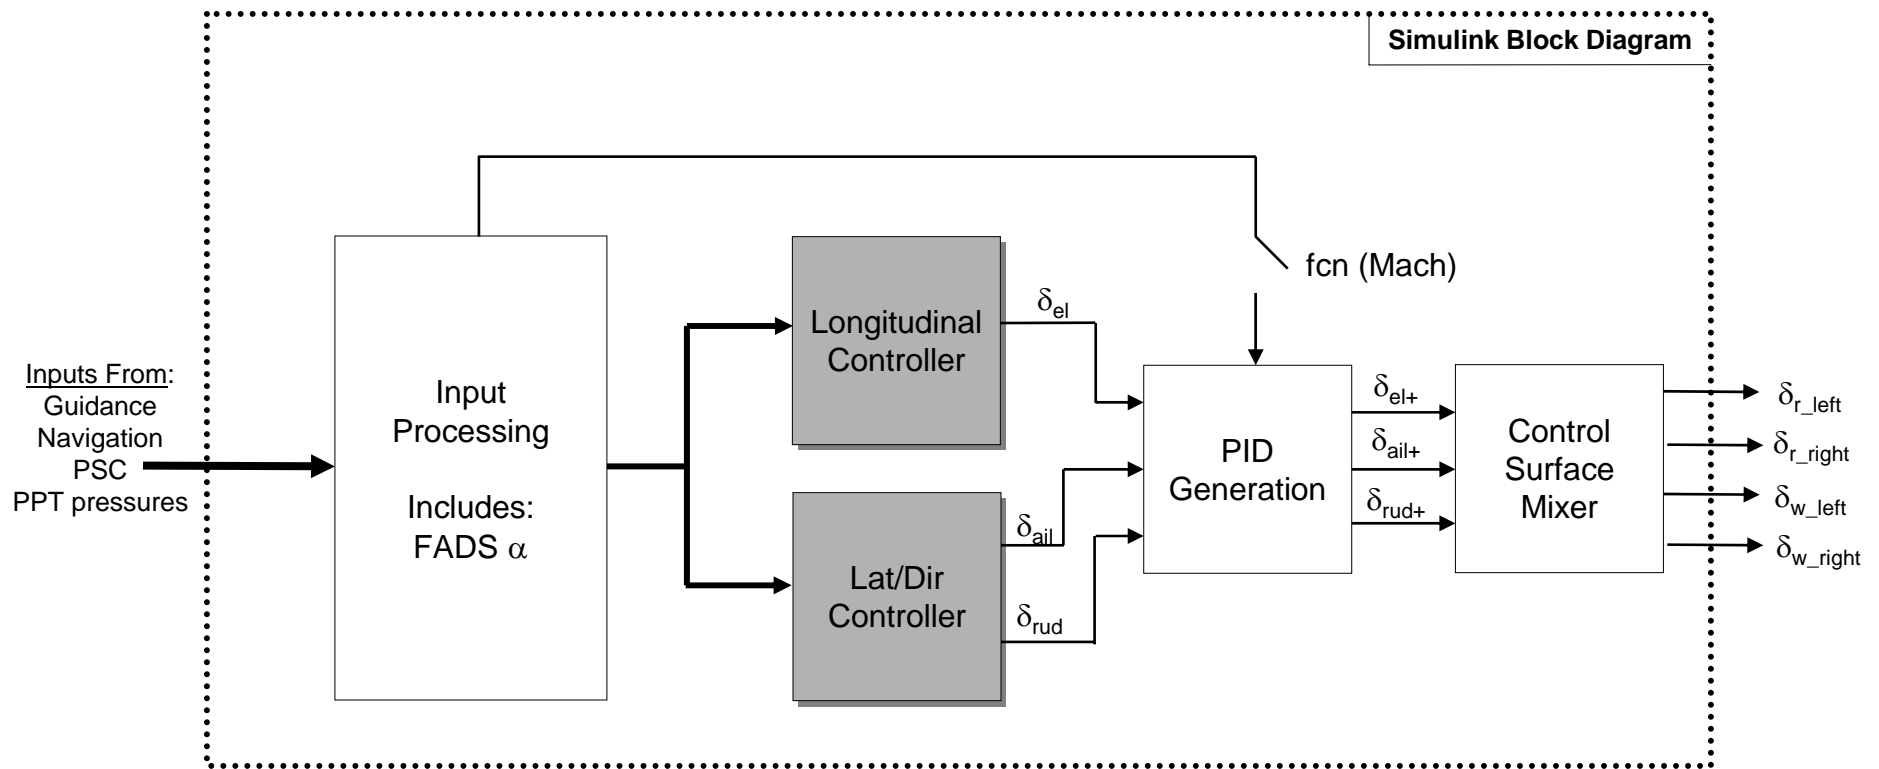 Simulink Block Diagram
fcn (Mach)
Inputs From:
Guidance
Navigation
PSC
PPT pressures
Input
Processing
Includes:
FADS α
Longitudinal
Controller
δel
Lat/Dir
Controller
δail
δrud
PID
Generation
δel+
δail+
δrud+
Control
Surface
Mixer
δr_left
δr_right
δw_left
δw_right